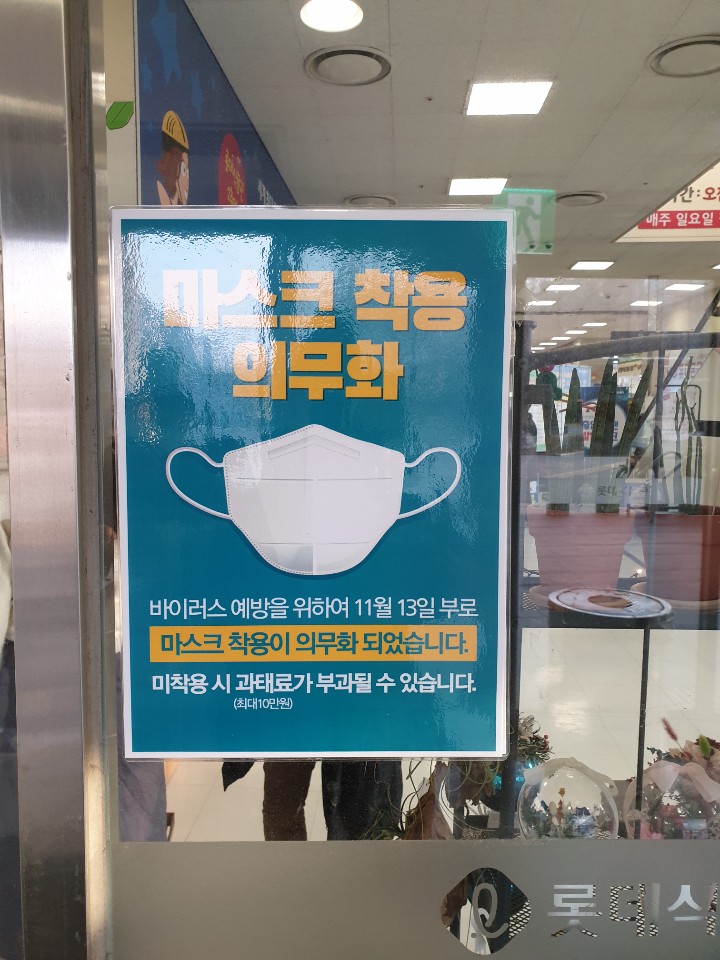 마스크 착용
의무화
바이러스 예방을 위하여 11월 13일 부로
마스크 착용이 의무화 되었습니다.
미착용 시 과태료가 부과될 수 있습니다.
(최대10만원)
매주 일요일
롯데